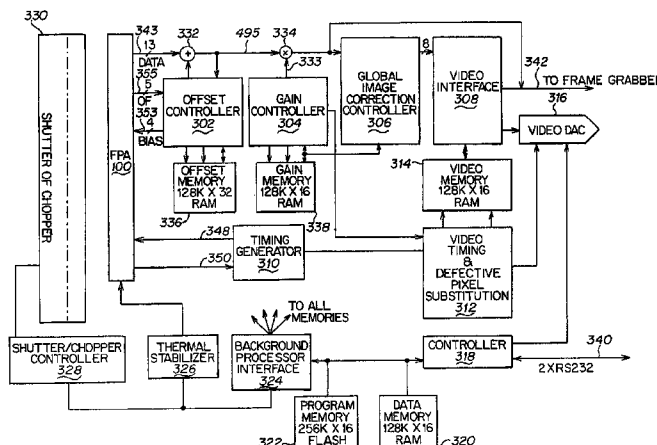 330
SHUTTER OF CHOPPER
343
13
DATA
355
5
OF
353
4
BIAS
FPA
100
332
+
495
334
×
333
OFFSET
CONTROLLER
302
GAIN
CONTROLLER
304
GLOBAL
IMAGE
CORRECTION
CONTROLLER
306
8
VIDEO
INTERFACE
308
342
TO FRAME GRABBER
316
VIDEO DAC
OFFSET
MEMORY
128K X 32
RAM
336
GAIN
MEMORY
128K X 16
RAM
338
314
VIDEO
MEMORY
128K X 16
RAM
348
350
TIMING
GENERATOR
310
VIDEO
TIMING
&
DEFECTIVE
PIXEL
SUBSTITUTION
312
TO ALL
MEMORIES
SHUTTER/CHOPPER
CONTROLLER
328
THERMAL
STABILIZER
326
BACKGROUND
PROCESSOR
INTERFACE
324
CONTROLLER
318
340
2XRS232
PROGRAM
MEMORY
256K X 16
FLASH
322
DATA
MEMORY
128K X 16
RAM
320